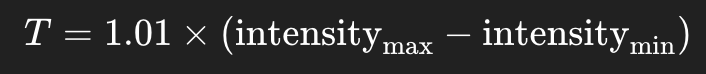 T = 1.01 × (intensity_max − intensity_min)